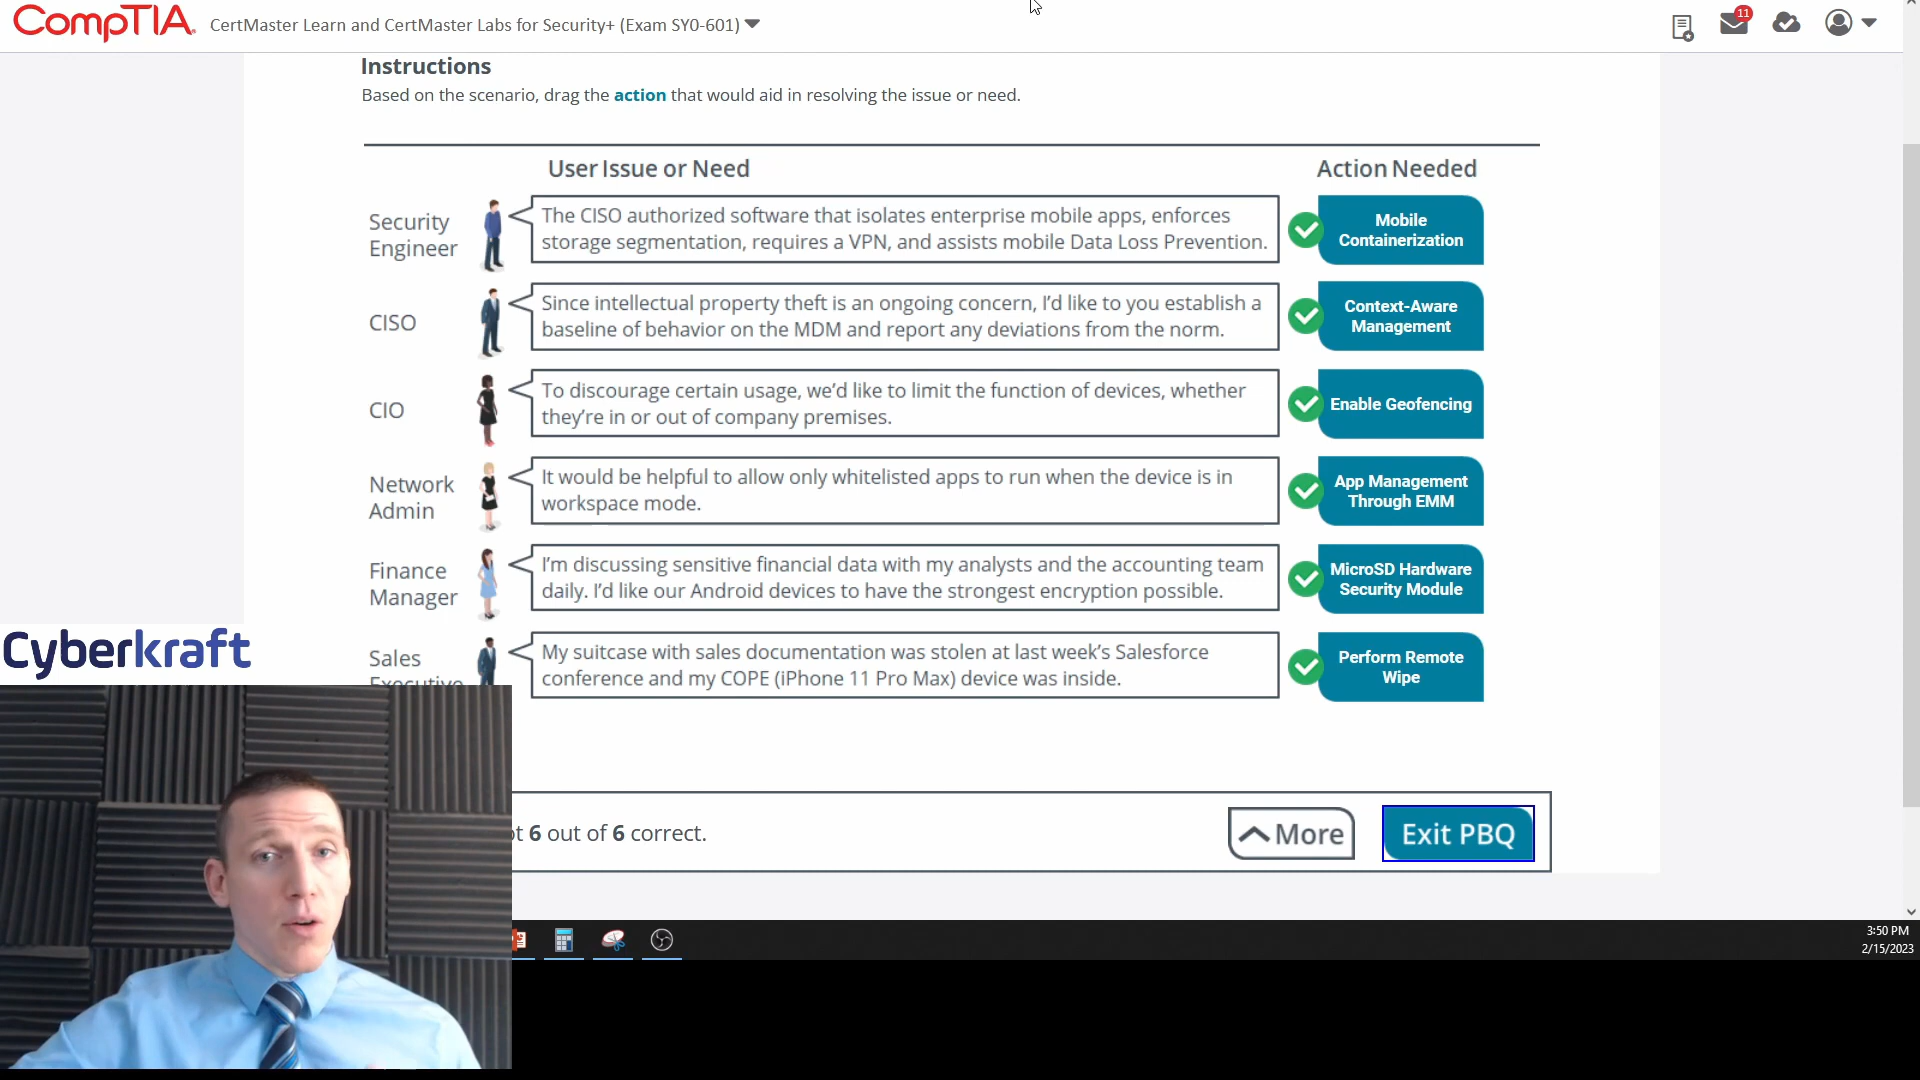 CompTIA.
CertMaster Learn and CertMaster Labs for Security+ (Exam SY0-601)
11
Instructions
Based on the scenario, drag the action that would aid in resolving the issue or need.
User Issue or Need
Action Needed
Security
Engineer
The CISO authorized software that isolates enterprise mobile apps, enforces
storage segmentation, requires a VPN, and assists mobile Data Loss Prevention.
Mobile
Containerization
CISO
Since intellectual property theft is an ongoing concern, I'd like to you establish a
baseline of behavior on the MDM and report any deviations from the norm.
Context-Aware
Management
CIO
To discourage certain usage, we'd like to limit the function of devices, whether
they're in or out of company premises.
Enable Geofencing
Network
Admin
It would be helpful to allow only whitelisted apps to run when the device is in
workspace mode.
App Management
Through EMM
Finance
Manager
I'm discussing sensitive financial data with my analysts and the accounting team
daily. I'd like our Android devices to have the strongest encryption possible.
MicroSD Hardware
Security Module
Cyberkraft
Sales
Executive
My suitcase with sales documentation was stolen at last week's Salesforce
conference and my COPE (iPhone 11 Pro Max) device was inside.
Perform Remote
Wipe
6 out of 6 correct.
More
Exit PBQ
3:50 PM
2/15/2023